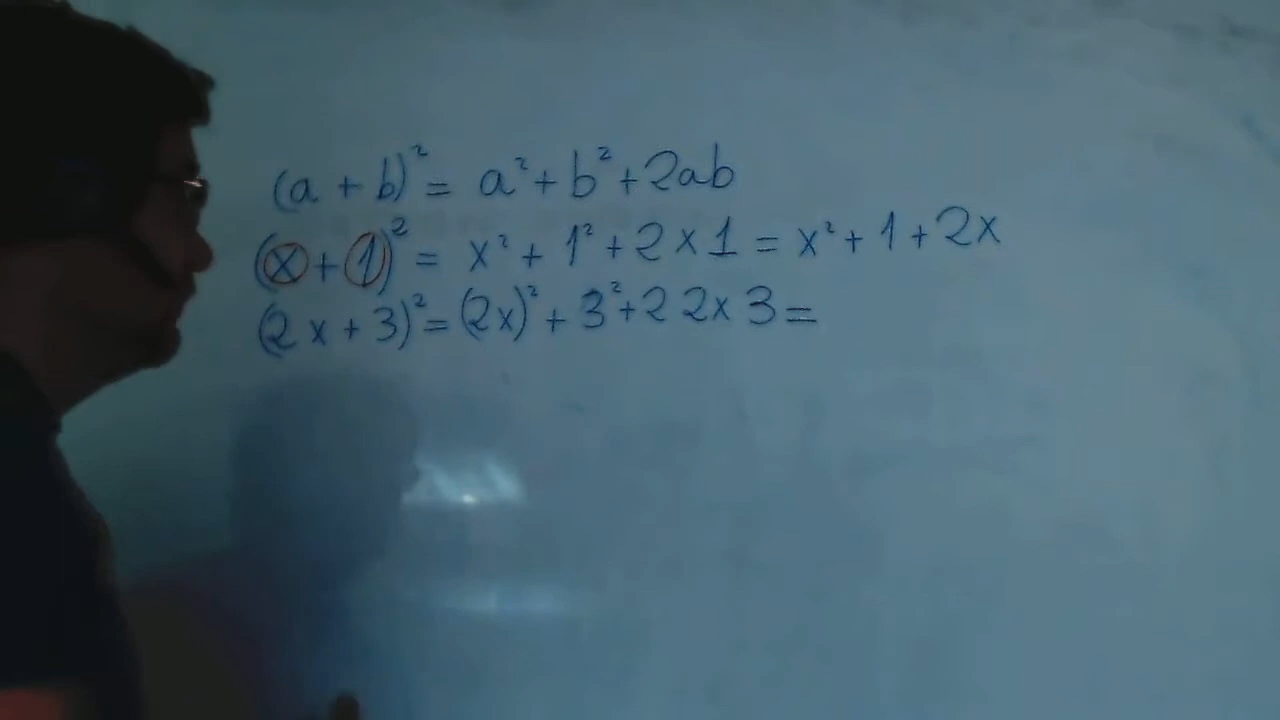 (a + b)² = a² + b² + 2ab
(x + 1)² = x² + 1² + 2 x 1 = x² + 1 + 2x
(2 x + 3)² = (2x)² + 3² + 2 2x 3 =